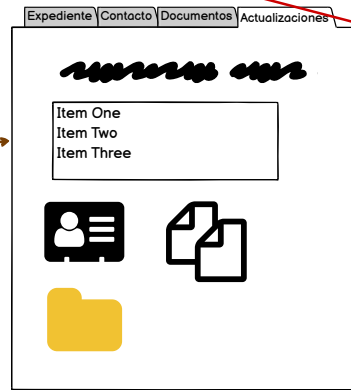 Expediente Contacto Documentos Actualizaciones
Item One
Item Two
Item Three